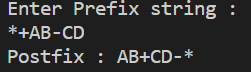 Enter Prefix string :
*+AB-CD
Postfix : AB+CD-*